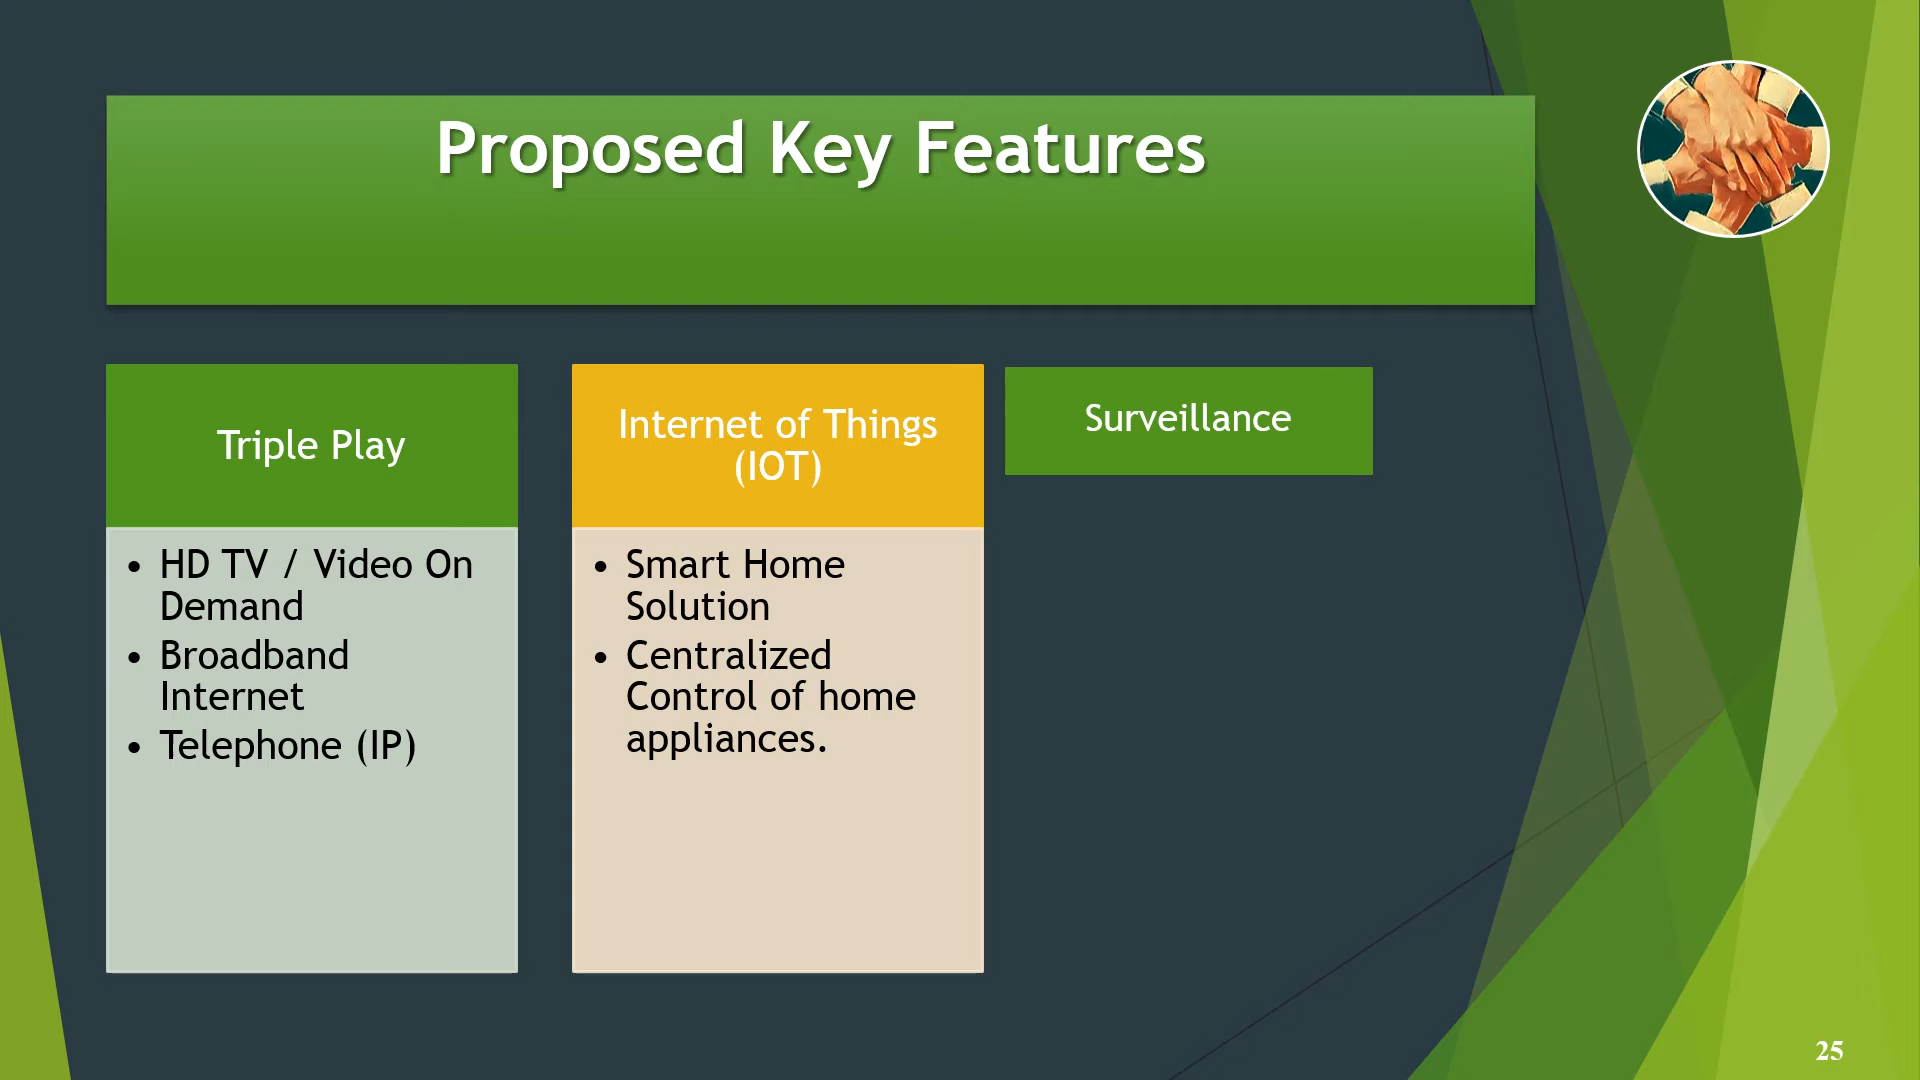 Proposed Key Features
Triple Play
• HD TV / Video On
Demand
• Broadband
Internet
• Telephone (IP)
Internet of Things
(IOT)
• Smart Home
Solution
• Centralized
Control of home
appliances.
Surveillance
25